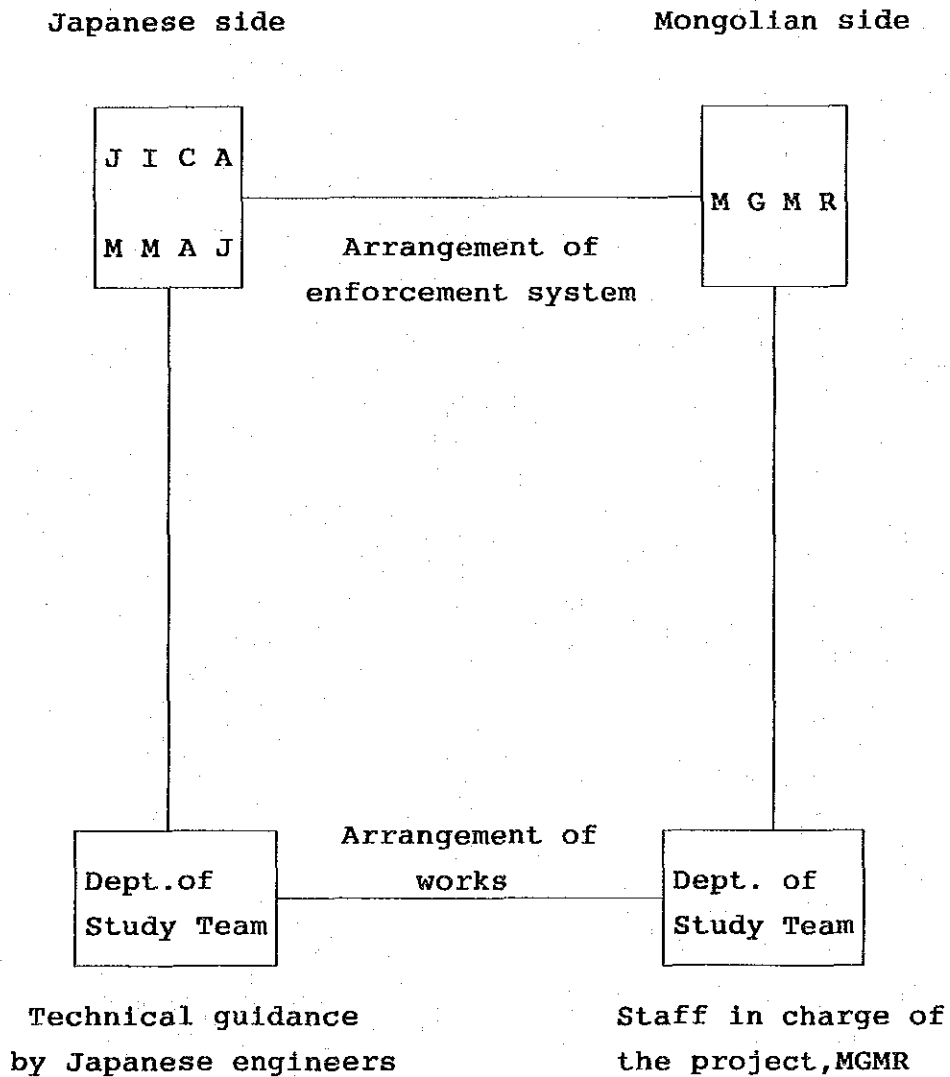 Japanese side
Mongolian side
J I C A
M M A J
M G M R
Arrangement of
enforcement system
Arrangement of
works
Dept.of
Study Team
Dept. of
Study Team
Technical guidance
by Japanese engineers
Staff in charge of
the project,MGMR